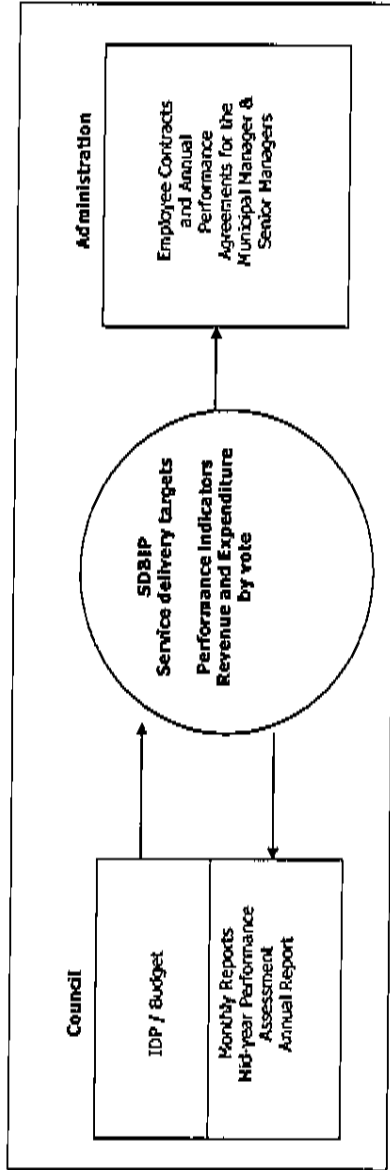 Council
IDP / Budget
Monthly Reports
Mid-year Performance
Assessment
Annual Report
SDBIP
Service delivery targets
Performance Indicators
Revenue and Expenditure
by vote
Administration
Employee Contracts
and Annual
Performance
Agreements for the
Municipal Manager &
Senior Managers